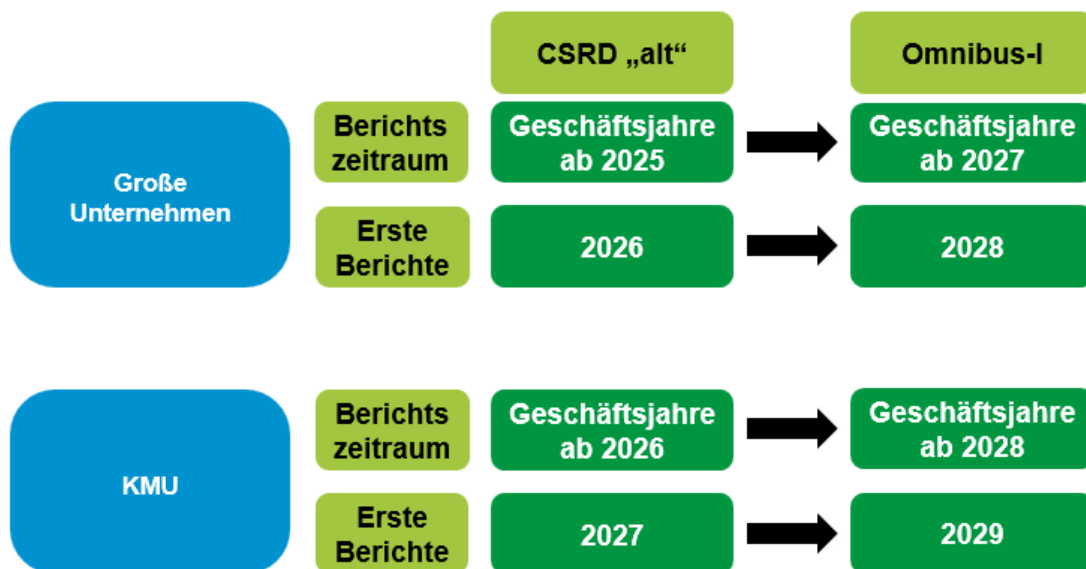 CSRD „alt“
Omnibus-I
Große
Unternehmen
Berichts
zeitraum
Geschäftsjahre
ab 2025
Geschäftsjahre
ab 2027
Erste
Berichte
2026
2028
KMU
Berichts
zeitraum
Geschäftsjahre
ab 2026
Geschäftsjahre
ab 2028
Erste
Berichte
2027
2029